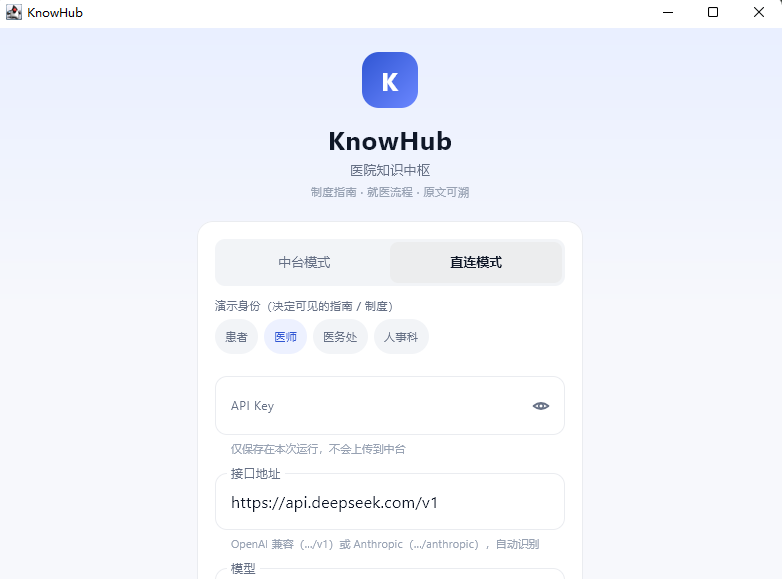 KnowHub
K
KnowHub
医院知识中枢
制度指南 · 就医流程 · 原文可溯
中台模式 直连模式
演示身份（决定可见的指南 / 制度）
患者 医师 医务处 人事科
API Key
仅保存在本次运行，不会上传到中台
接口地址
https://api.deepseek.com/v1
OpenAI 兼容（.../v1）或 Anthropic（.../anthropic），自动识别
模型